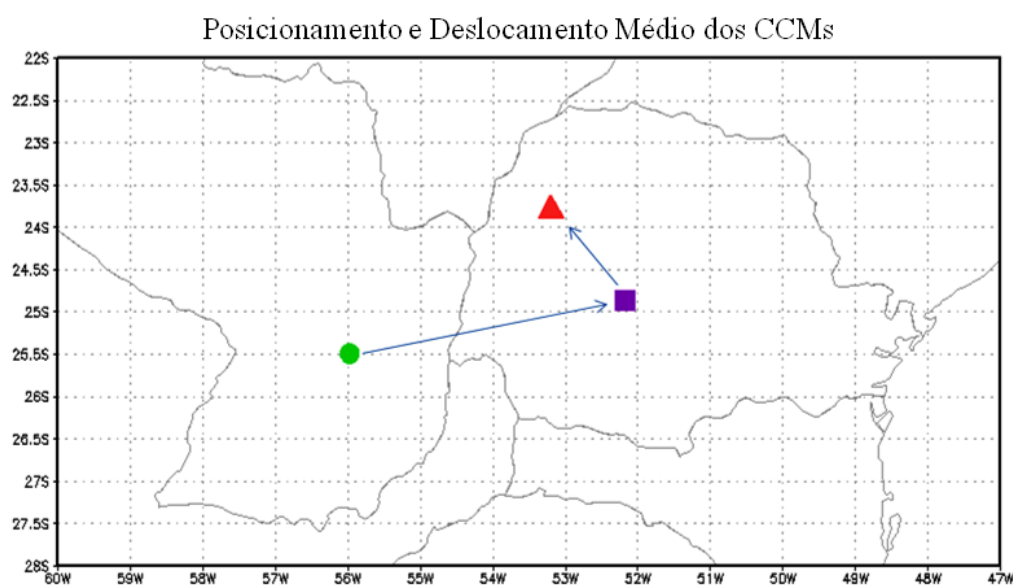 Posicionamento e Deslocamento Médio dos CCMs
22S
22.5S
23S
23.5S
24S
24.5S
25S
25.5S
26S
26.5S
27S
27.5S
28S
60W 59W 58W 57W 56W 55W 54W 53W 52W 51W 50W 49W 48W 47W